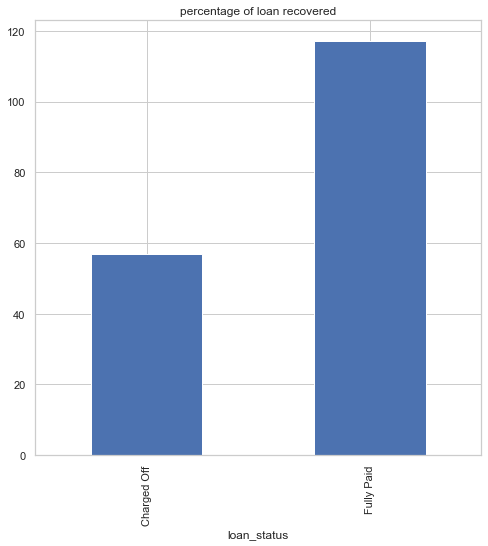 percentage of loan recovered
120
100
80
60
40
20
0
Charged Off
Fully Paid
loan_status